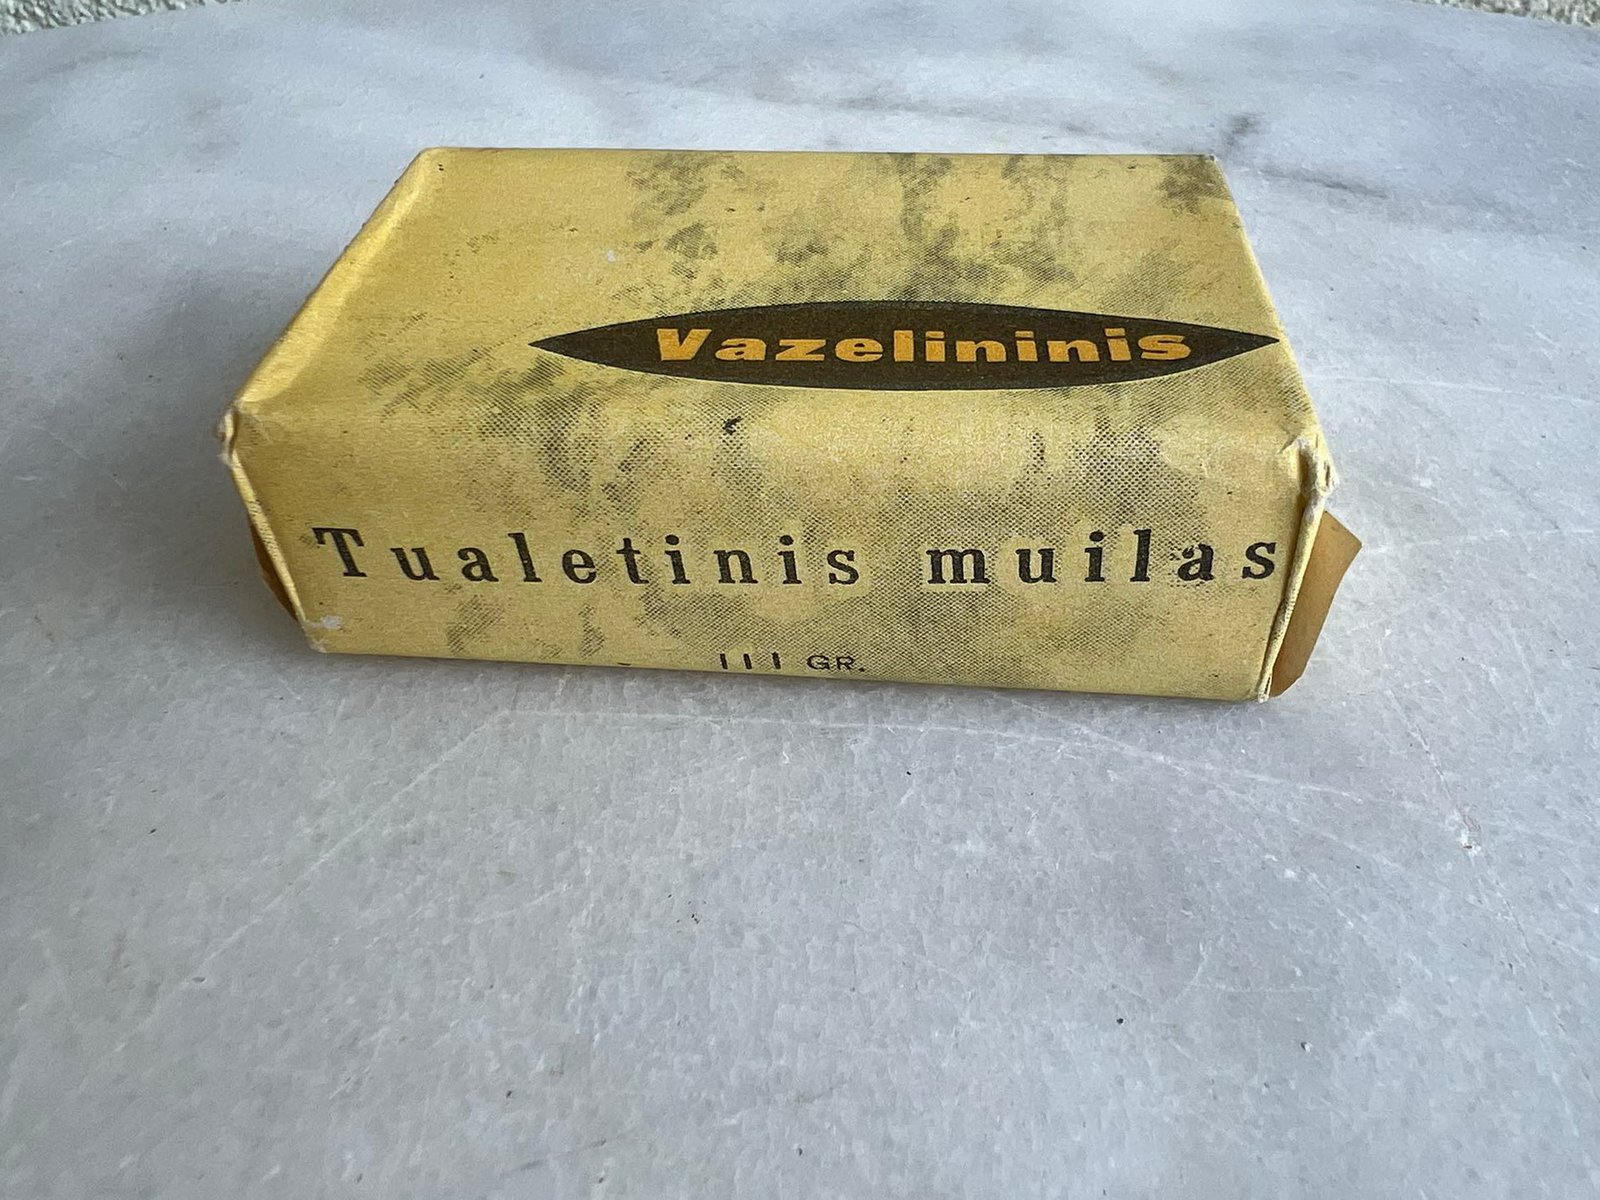 Vazelininis
Tualetinis muilas
111 GR.